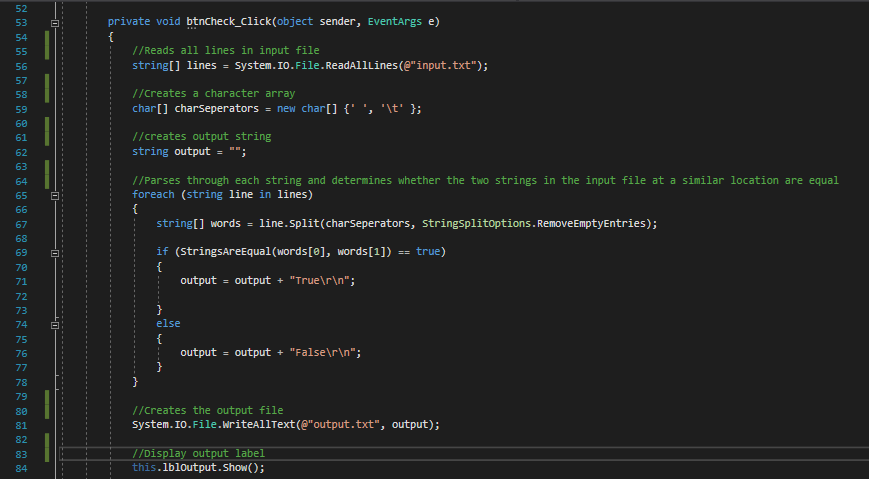 52
53 private void btnCheck_Click(object sender, EventArgs e)
54 {
55 //Reads all lines in input file
56 string[] lines = System.IO.File.ReadAllLines(@"input.txt");
57
58 //Creates a character array
59 char[] charSeperators = new char[] {' ', '\t' };
60
61 //creates output string
62 string output = "";
63
64 //Parses through each string and determines whether the two strings in the input file at a similar location are equal
65 foreach (string line in lines)
66 {
67 string[] words = line.Split(charSeperators, StringSplitOptions.RemoveEmptyEntries);
68
69 if (StringsAreEqual(words[0], words[1]) == true)
70 {
71 output = output + "True\r\n";
72
73 }
74 else
75 {
76 output = output + "False\r\n";
77 }
78 }
79
80 //Creates the output file
81 System.IO.File.WriteAllText(@"output.txt", output);
82
83 //Display output label
84 this.lblOutput.Show();